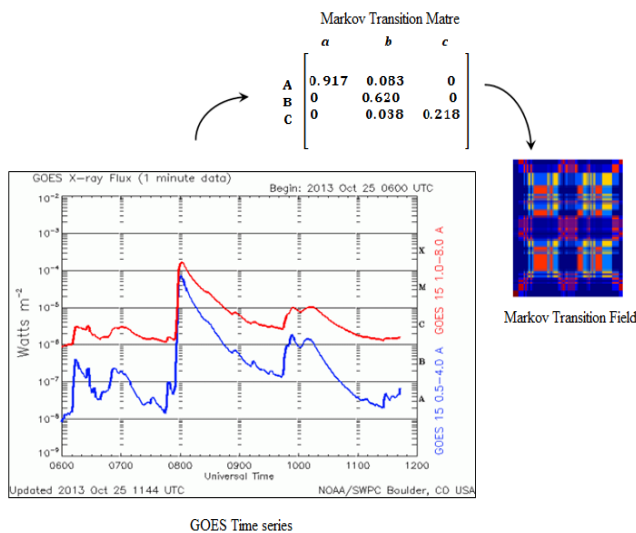 Markov Transition Matre
a b c
A 0.917 0.083 0
B 0 0.620 0
C 0 0.038 0.218
GOES X-ray Flux (1 minute data)
Begin: 2013 Oct 25 0600 UTC
10-2
10-3
10-4
10-5
10-6
10-7
10-8
10-9
Watts m-2
X
M
C
B
A
GOES 15 1.0-8.0 A
GOES 15 0.5-4.0 A
0600 0700 0800 0900 1000 1100 1200
Universal Time
Updated 2013 Oct 25 1144 UTC NOAA/SWPC Boulder, CO USA
Markov Transition Field
GOES Time series